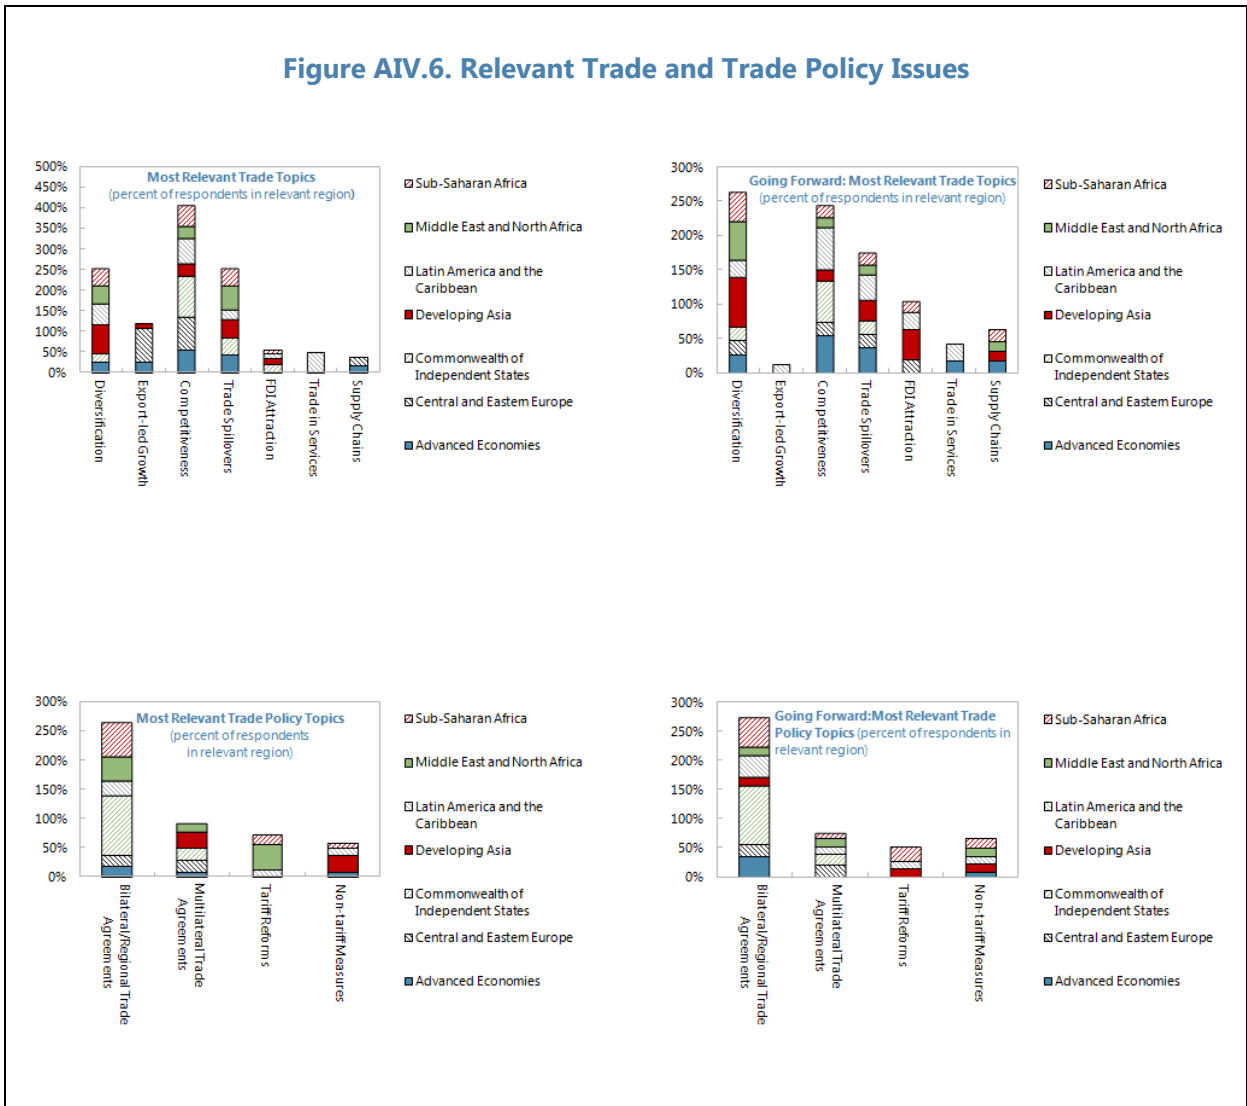 Figure AIV.6. Relevant Trade and Trade Policy Issues
Most Relevant Trade Topics
(percent of respondents in relevant region)
500%
450%
400%
350%
300%
250%
200%
150%
100%
50%
0%
Diversification
Export-led Growth
Competitiveness
Trade Spillovers
FDI Attraction
Trade in Services
Supply Chains
Sub-Saharan Africa
Middle East and North Africa
Latin America and the
Caribbean
Developing Asia
Commonwealth of
Independent States
Central and Eastern Europe
Advanced Economies
Going Forward: Most Relevant Trade Topics
(percent of respondents in relevant region)
300%
250%
200%
150%
100%
50%
0%
Diversification
Export-led Growth
Competitiveness
Trade Spillovers
FDI Attraction
Trade in Services
Supply Chains
Sub-Saharan Africa
Middle East and North Africa
Latin America and the
Caribbean
Developing Asia
Commonwealth of
Independent States
Central and Eastern Europe
Advanced Economies
Most Relevant Trade Policy Topics
(percent of respondents
in relevant region)
300%
250%
200%
150%
100%
50%
0%
Bilateral/Regional Trade
Agreements
Multilateral Trade
Agreements
Tariff Reforms
Non-tariff Measures
Sub-Saharan Africa
Middle East and North Africa
Latin America and the
Caribbean
Developing Asia
Commonwealth of
Independent States
Central and Eastern Europe
Advanced Economies
Going Forward:Most Relevant Trade
Policy Topics (percent of respondents in
relevant region)
300%
250%
200%
150%
100%
50%
0%
Bilateral/Regional Trade
Agreements
Multilateral Trade
Agreements
Tariff Reforms
Non-tariff Measures
Sub-Saharan Africa
Middle East and North Africa
Latin America and the
Caribbean
Developing Asia
Commonwealth of
Independent States
Central and Eastern Europe
Advanced Economies